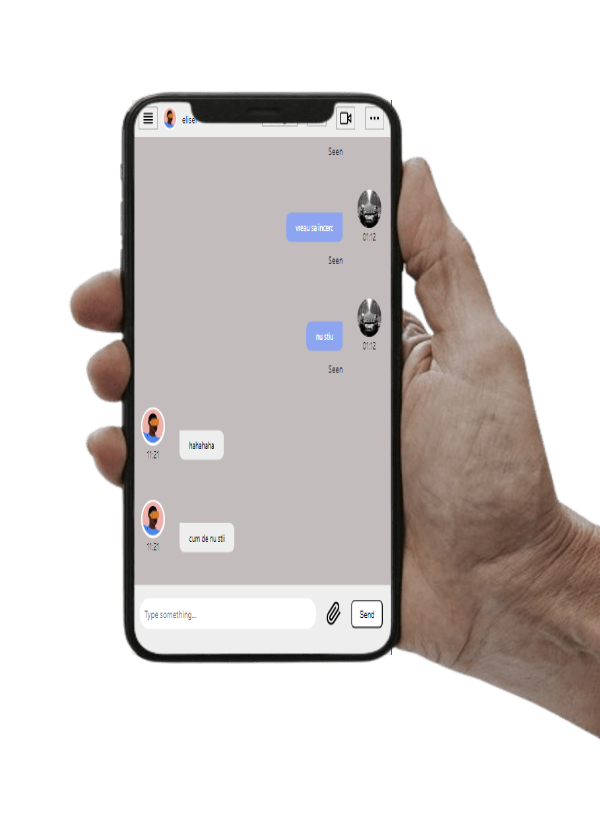 Seen
vreau sa incerc
01:12
Seen
nu stiu
01:12
Seen
hahahaha
11:21
cum de nu stii
11:21
Type something...
Send